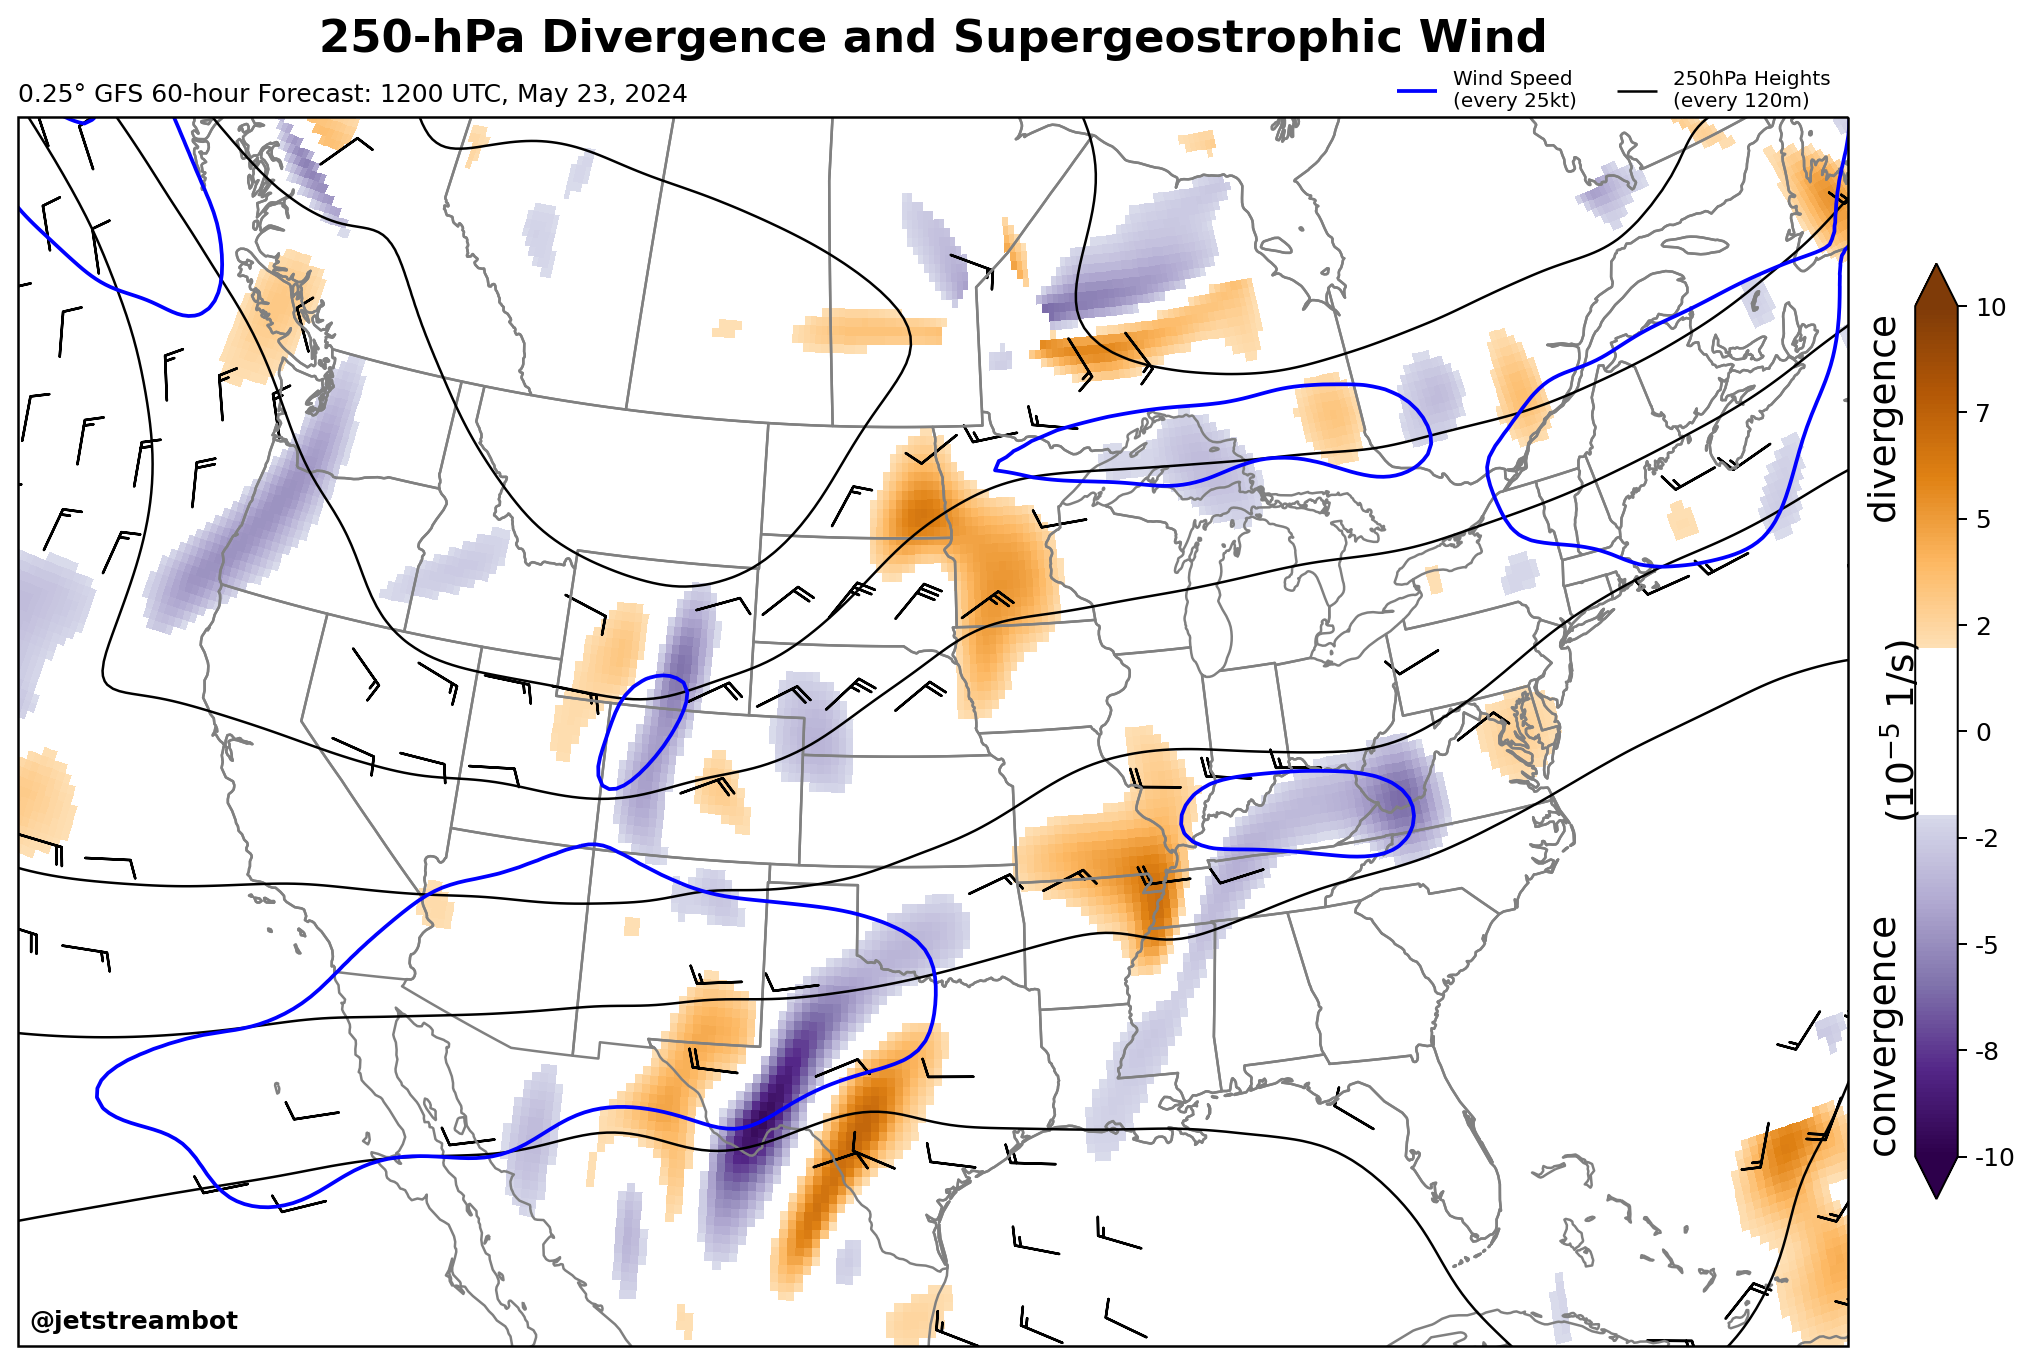 250-hPa Divergence and Supergeostrophic Wind
0.25° GFS 60-hour Forecast: 1200 UTC, May 23, 2024
Wind Speed
(every 25kt)
250hPa Heights
(every 120m)
10
7
5
2
0
-2
-5
-8
-10
convergence (10⁻⁵ 1/s) divergence
@jetstreambot